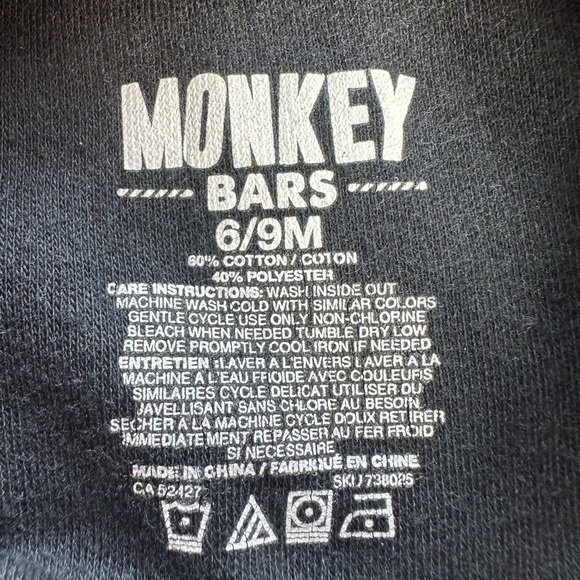 MONKEY
BARS
6/9M
60% COTTON / COTON
40% POLYESTER
CARE INSTRUCTIONS: WASH INSIDE OUT
MACHINE WASH COLD WITH SIMILAR COLORS
GENTLE CYCLE USE ONLY NON-CHLORINE
BLEACH WHEN NEEDED TUMBLE DRY LOW
REMOVE PROMPTLY COOL IRON IF NEEDED
ENTRETIEN :LAVER A L'ENVERS LAVER A LA
MACHINE A L'EAU FROIDE AVEC COULEURS
SIMILAIRES CYCLE DELICAT UTILISER DU
JAVELLISANT SANS CHLORE AU BESOIN
SECHER A LA MACHINE CYCLE DOUX RETIRER
IMMEDIATEMENT REPASSER AU FER FROID
SI NECESSAIRE
MADE IN CHINA / FABRIQUÉ EN CHINE
CA 52427 SKU 738025